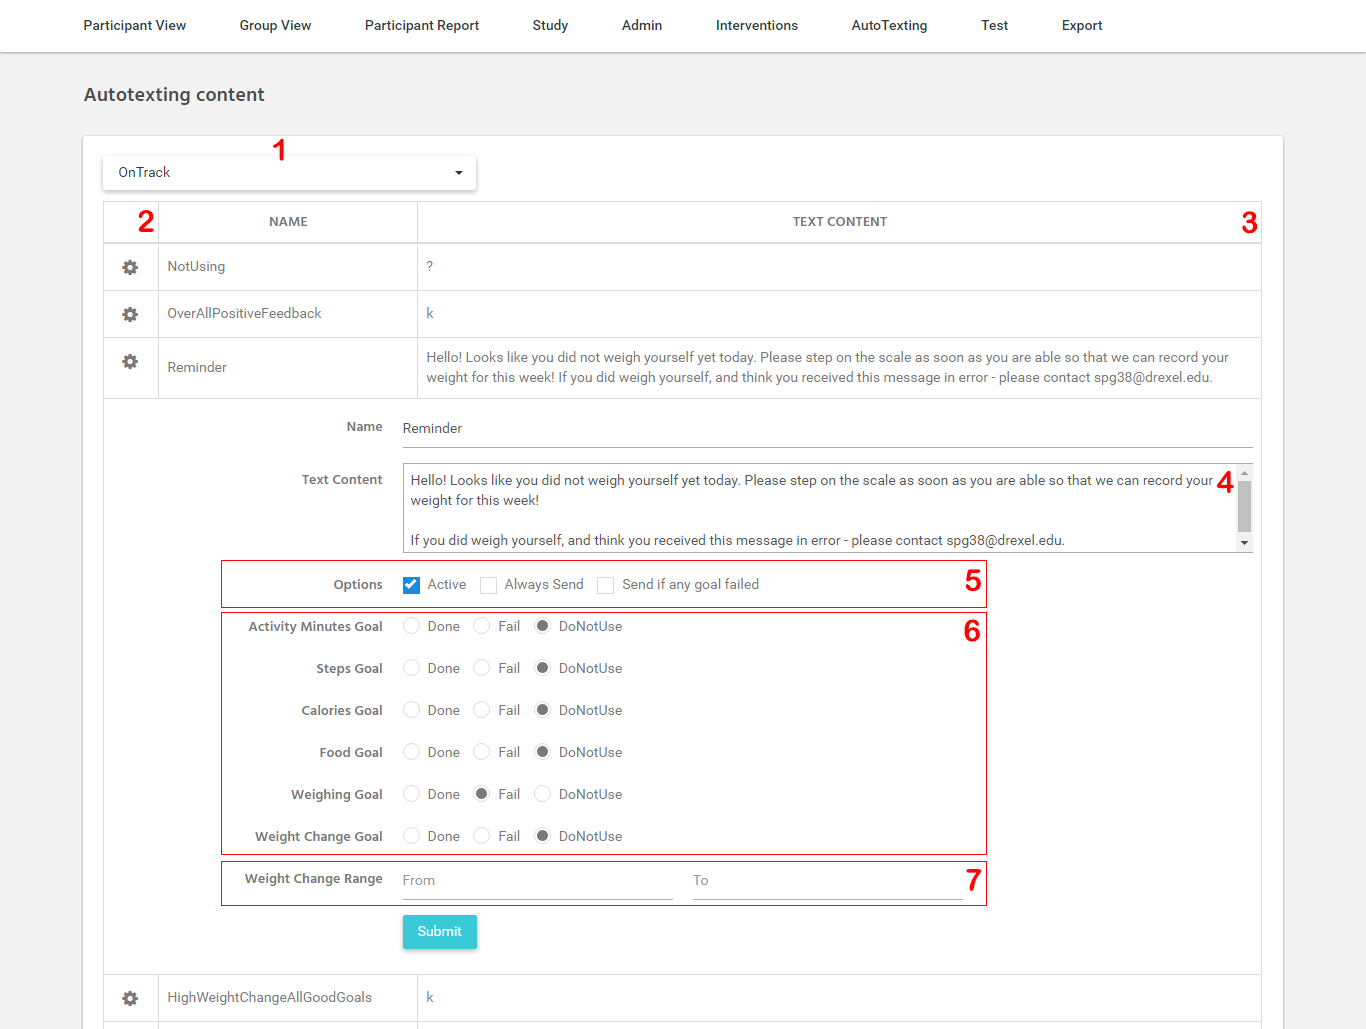 Participant View Group View Participant Report Study Admin Interventions AutoTexting Test Export
Autotexting content
1
OnTrack
2 NAME TEXT CONTENT 3
NotUsing ?
OverAllPositiveFeedback k
Reminder Hello! Looks like you did not weigh yourself yet today. Please step on the scale as soon as you are able so that we can record your
weight for this week! If you did weigh yourself, and think you received this message in error - please contact spg38@drexel.edu.
Name Reminder
Text Content Hello! Looks like you did not weigh yourself yet today. Please step on the scale as soon as you are able so that we can record your 4
weight for this week!
If you did weigh yourself, and think you received this message in error - please contact spg38@drexel.edu.
Options Active Always Send Send if any goal failed 5
Activity Minutes Goal Done Fail DoNotUse 6
Steps Goal Done Fail DoNotUse
Calories Goal Done Fail DoNotUse
Food Goal Done Fail DoNotUse
Weighing Goal Done Fail DoNotUse
Weight Change Goal Done Fail DoNotUse
Weight Change Range From To 7
Submit
HighWeightChangeAllGoodGoals k